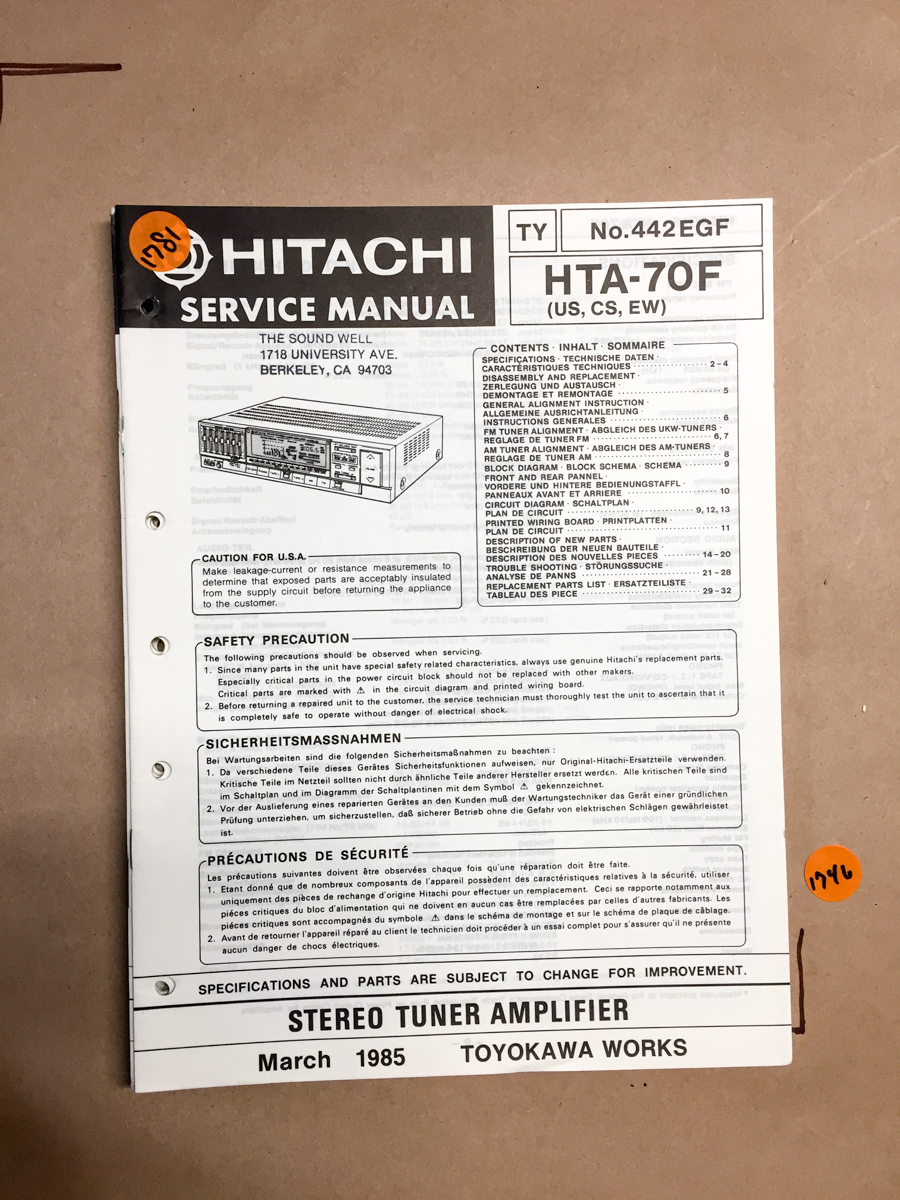 1781
HITACHI
SERVICE MANUAL
TY
No.442EGF
HTA-70F
(US, CS, EW)
THE SOUND WELL
1718 UNIVERSITY AVE.
BERKELEY, CA 94703
CONTENTS · INHALT · SOMMAIRE
SPECIFICATIONS · TECHNISCHE DATEN ·
CARACTÉRISTIQUES TECHNIQUES ················ 2-4
DISASSEMBLY AND REPLACEMENT ·
ZERLEGUNG UND AUSTAUSCH ·
DEMONTAGE ET REMONTAGE ····················· 5
GENERAL ALIGNMENT INSTRUCTION ·
ALLGEMEINE AUSRICHTANLEITUNG ·
INSTRUCTIONS GENERALES ····················· 6
FM TUNER ALIGNMENT · ABGLEICH DES UKW-TUNERS ·
REGLAGE DE TUNER FM ························ 6, 7
AM TUNER ALIGNMENT · ABGLEICH DES AM-TUNERS ·
REGLAGE DE TUNER AM ························ 8
BLOCK DIAGRAM · BLOCK SCHEMA · SCHEMA ······· 9
FRONT AND REAR PANNEL ·
VORDERE UND HINTERE BEDIENUNGSTAFFL ·
PANNEAUX AVANT ET ARRIERE ·················· 10
CIRCUIT DIAGRAM · SCHALTPLAN ·
PLAN DE CIRCUIT ···················· 9, 12, 13
PRINTED WIRING BOARD · PRINTPLATTEN ·
PLAN DE CIRCUIT ···························· 11
DESCRIPTION OF NEW PARTS ·
BESCHREIBUNG DER NEUEN BAUTEILE ·
DESCRIPTION DES NOUVELLES PIECES ······· 14-20
TROUBLE SHOOTING · STÖRUNGSSUCHE ·
ANALYSE DE PANNS ······················· 21-28
REPLACEMENT PARTS LIST · ERSATZTEILISTE ·
TABLEAU DES PIECE ······················ 29-32
CAUTION FOR U.S.A.
Make leakage-current or resistance measurements to
determine that exposed parts are acceptably insulated
from the supply circuit before returning the appliance
to the customer.
SAFETY PRECAUTION
The following precautions should be observed when servicing.
1. Since many parts in the unit have special safety related characteristics, always use genuine Hitachi's replacement parts.
Especially critical parts in the power circuit block should not be replaced with other makers.
Critical parts are marked with ⚠ in the circuit diagram and printed wiring board.
2. Before returning a repaired unit to the customer, the service technician must thoroughly test the unit to ascertain that it
is completely safe to operate without danger of electrical shock.
SICHERHEITSMASSNAHMEN
Bei Wartungsarbeiten sind die folgenden Sicherheitsmaßnahmen zu beachten :
1. Da verschiedene Teile dieses Gerätes Sicherheitsfunktionen aufweisen, nur Original-Hitachi-Ersatzteile verwenden.
Kritische Teile im Netzteil sollten nicht durch ähnliche Teile anderer Hersteller ersetzt werden. Alle kritischen Teile sind
im Schaltplan und im Diagramm der Schaltplantinen mit dem Symbol ⚠ gekennzeichnet.
2. Vor der Auslieferung eines reparierten Gerätes an den Kunden muß der Wartungstechniker das Gerät einer gründlichen
Prüfung unterziehen, um sicherzustellen, daß sicherer Betrieb ohne die Gefahr von elektrischen Schlägen gewährleistet
ist.
PRÉCAUTIONS DE SÉCURITÉ
Les précautions suivantes doivent être observées chaque fois qu'une réparation doit être faite.
1. Etant donné que de nombreux composants de l'appareil possèdent des caractéristiques relatives à la sécurité, utiliser
uniquement des pièces de rechange d'origine Hitachi pour effectuer un remplacement. Ceci se rapporte notamment aux
piéces critiques du bloc d'alimentation qui ne doivent en aucun cas être remplacées par celles d'autres fabricants. Les
piéces critiques sont accompagnés du symbole ⚠ dans le schéma de montage et sur le schéma de plaque de câblage.
2. Avant de retourner l'appareil réparé au client le technicien doit procéder à un essai complet pour s'assurer qu'il ne présente
aucun danger de chocs électriques.
1746
SPECIFICATIONS AND PARTS ARE SUBJECT TO CHANGE FOR IMPROVEMENT.
STEREO TUNER AMPLIFIER
March 1985 TOYOKAWA WORKS